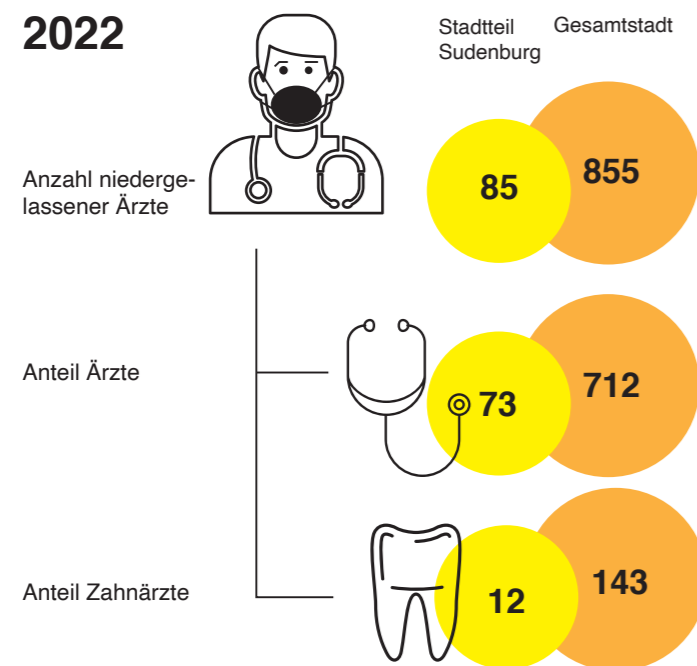 2022
Stadtteil
Sudenburg
Gesamtstadt
Anzahl niederge-
lassener Ärzte
85
855
Anteil Ärzte
73
712
Anteil Zahnärzte
12
143